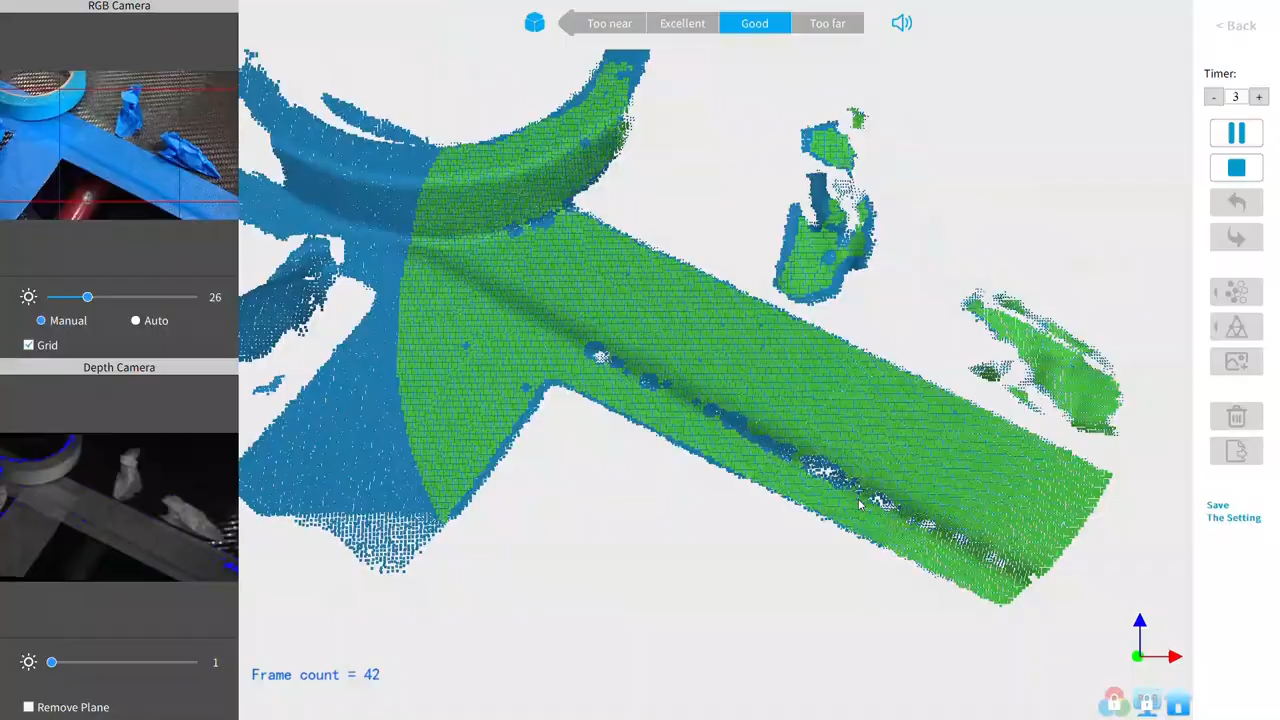 RGB Camera
Too near
Excellent
Good
Too far
< Back
Timer:
- 3 +
26
Manual
Auto
Grid
Depth Camera
Save
The Setting
Frame count = 42
1
Remove Plane